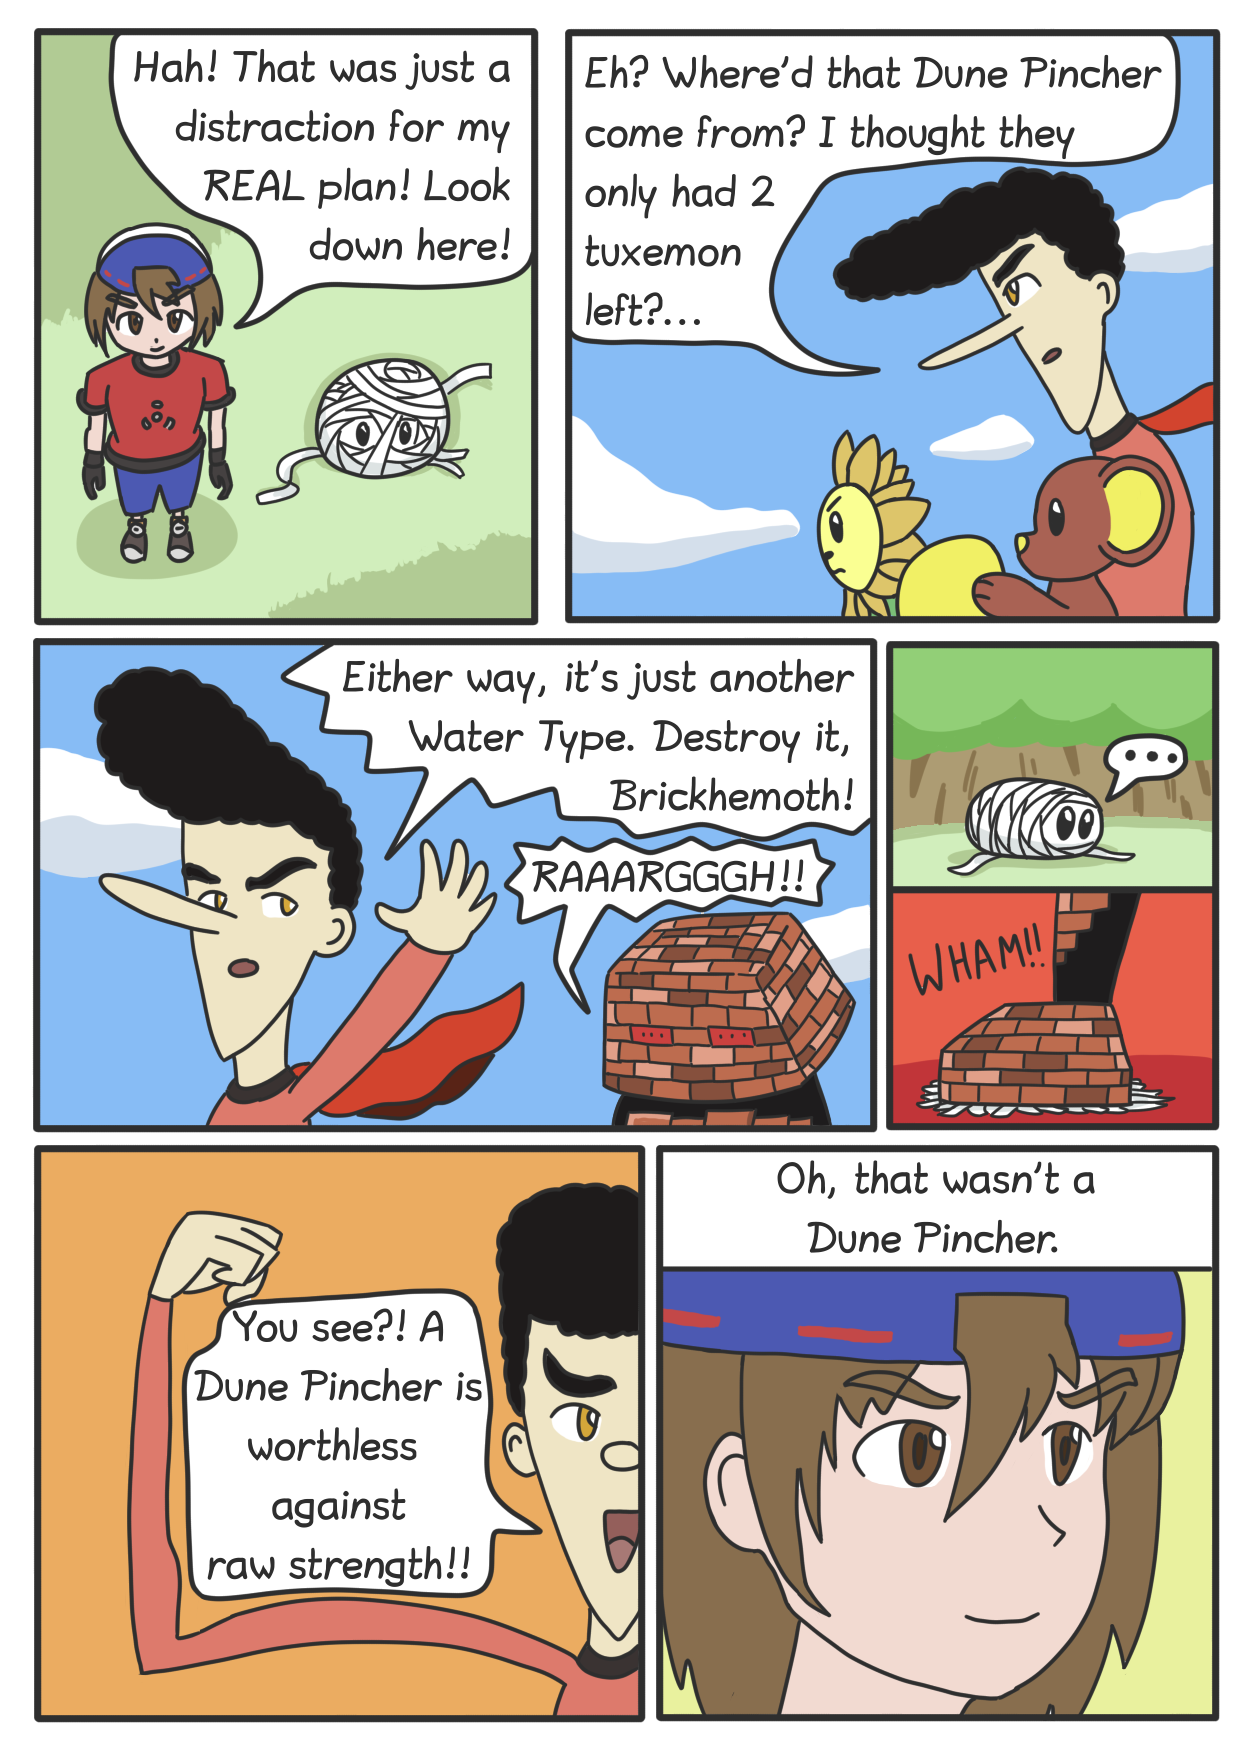 Hah! That was just a
distraction for my
REAL plan! Look
down here!
Eh? Where'd that Dune Pincher
come from? I thought they
only had 2
tuxemon
left?...
Either way, it's just another
Water Type. Destroy it,
Brickhemoth!
RAAARGGGH!!
...
WHAM!!
You see?! A
Dune Pincher is
worthless
against
raw strength!!
Oh, that wasn't a
Dune Pincher.